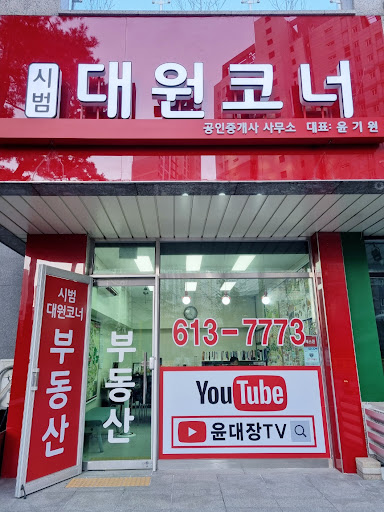 시범
대원코너
공인중개사 사무소 대표: 윤기원
시범
대원코너
부동산
부동산
613-7773
YouTube
윤대장TV